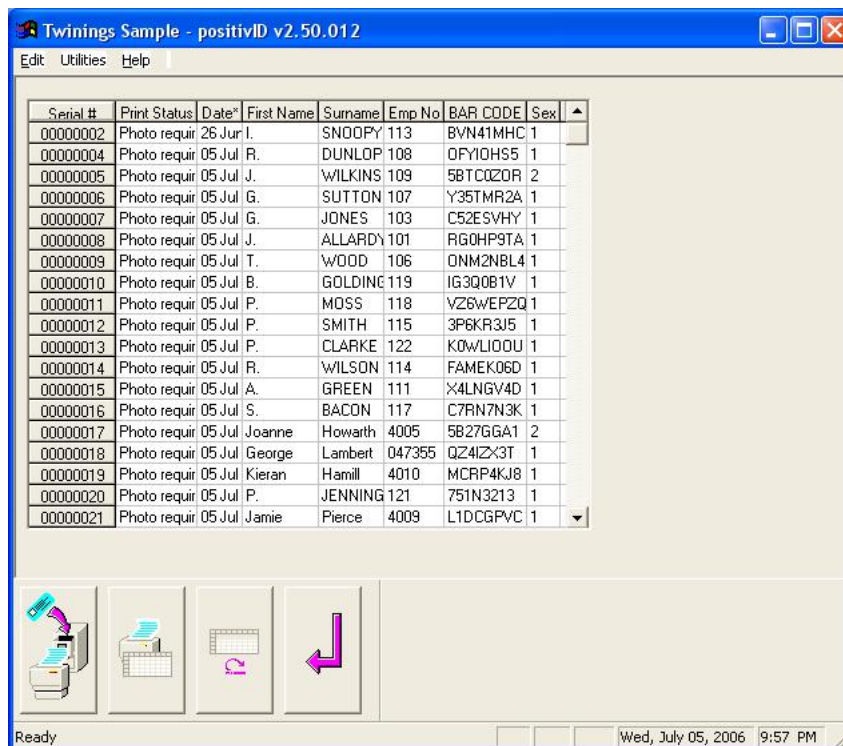 Twinings Sample - positivID v2.50.012
Edit Utilities Help
Serial # Print Status Date* First Name Surname Emp No BAR CODE Sex
00000002 Photo requir 26 Jun I. SNOOPY 113 BVN41MHC 1
00000004 Photo requir 05 Jul R. DUNLOP 108 OFYIOHS5 1
00000005 Photo requir 05 Jul J. WILKINS 109 5BTC0ZOR 2
00000006 Photo requir 05 Jul G. SUTTON 107 Y35TMR2A 1
00000007 Photo requir 05 Jul G. JONES 103 C52ESVHY 1
00000008 Photo requir 05 Jul J. ALLARDY 101 RG0HP9TA 1
00000009 Photo requir 05 Jul T. WOOD 106 ONM2NBL4 1
00000010 Photo requir 05 Jul B. GOLDING 119 IG3Q0B1V 1
00000011 Photo requir 05 Jul P. MOSS 118 VZ6WEPZQ 1
00000012 Photo requir 05 Jul P. SMITH 115 3P6KR3J5 1
00000013 Photo requir 05 Jul P. CLARKE 122 K0WLIOOU 1
00000014 Photo requir 05 Jul R. WILSON 114 FAMEK06D 1
00000015 Photo requir 05 Jul A. GREEN 111 X4LNGV4D 1
00000016 Photo requir 05 Jul S. BACON 117 C7RN7N3K 1
00000017 Photo requir 05 Jul Joanne Howarth 4005 5B27GGA1 2
00000018 Photo requir 05 Jul George Lambert 047355 QZ4IZX3T 1
00000019 Photo requir 05 Jul Kieran Hamill 4010 MCRP4KJ8 1
00000020 Photo requir 05 Jul P. JENNING 121 751N3213 1
00000021 Photo requir 05 Jul Jamie Pierce 4009 L1DCGPVC 1
Ready Wed, July 05, 2006 9:57 PM